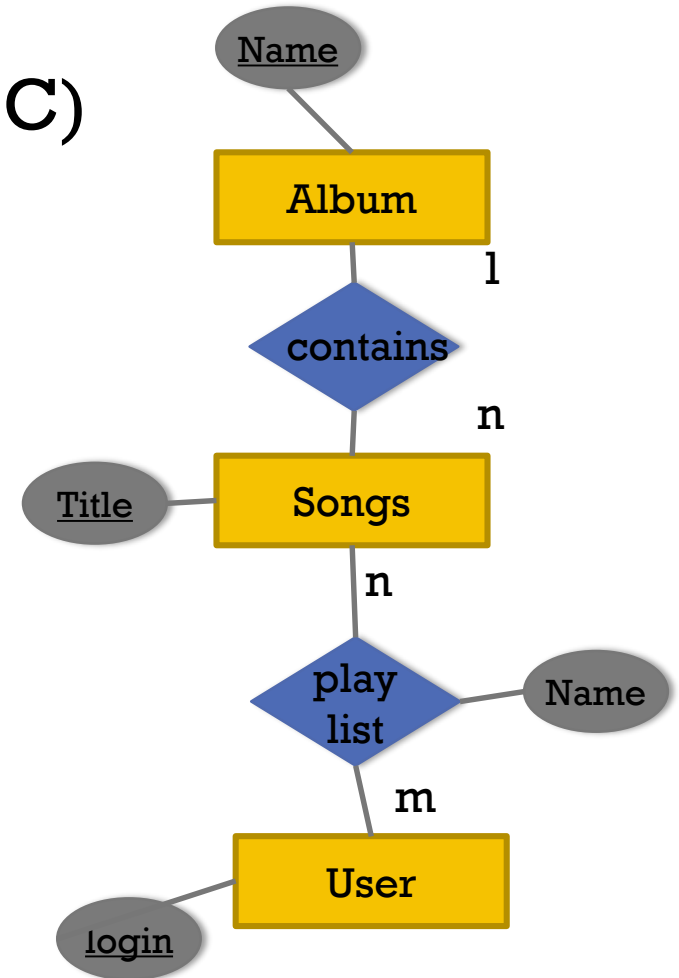 Name
C)
Album
1
contains
n
Title
Songs
n
play
list
Name
m
User
login